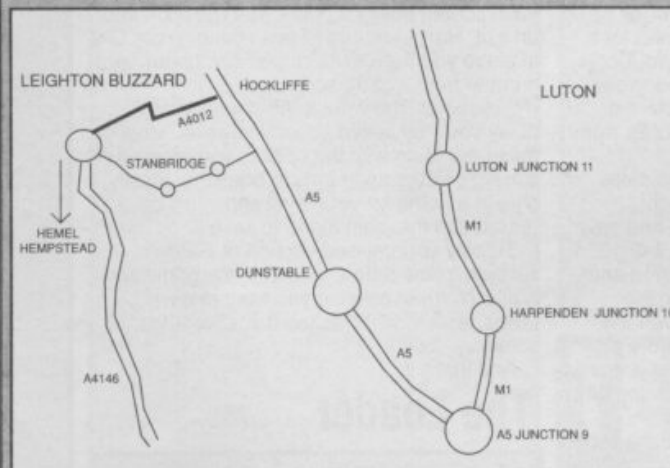 LEIGHTON BUZZARD
HOCKLIFFE
LUTON
A4012
STANBRIDGE
LUTON JUNCTION 11
A5
M1
HEMEL
HEMPSTEAD
DUNSTABLE
HARPENDEN JUNCTION 10
A5
A4146
M1
A5 JUNCTION 9